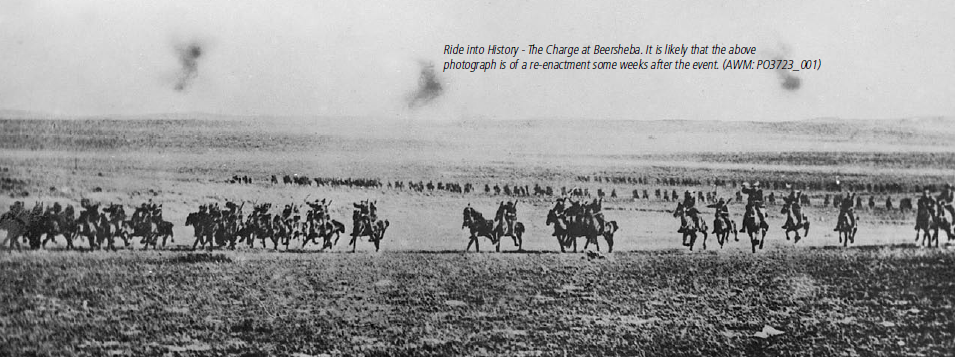 Ride into History - The Charge at Beersheba. It is likely that the above
photograph is of a re-enactment some weeks after the event. (AWM: PO3723_001)